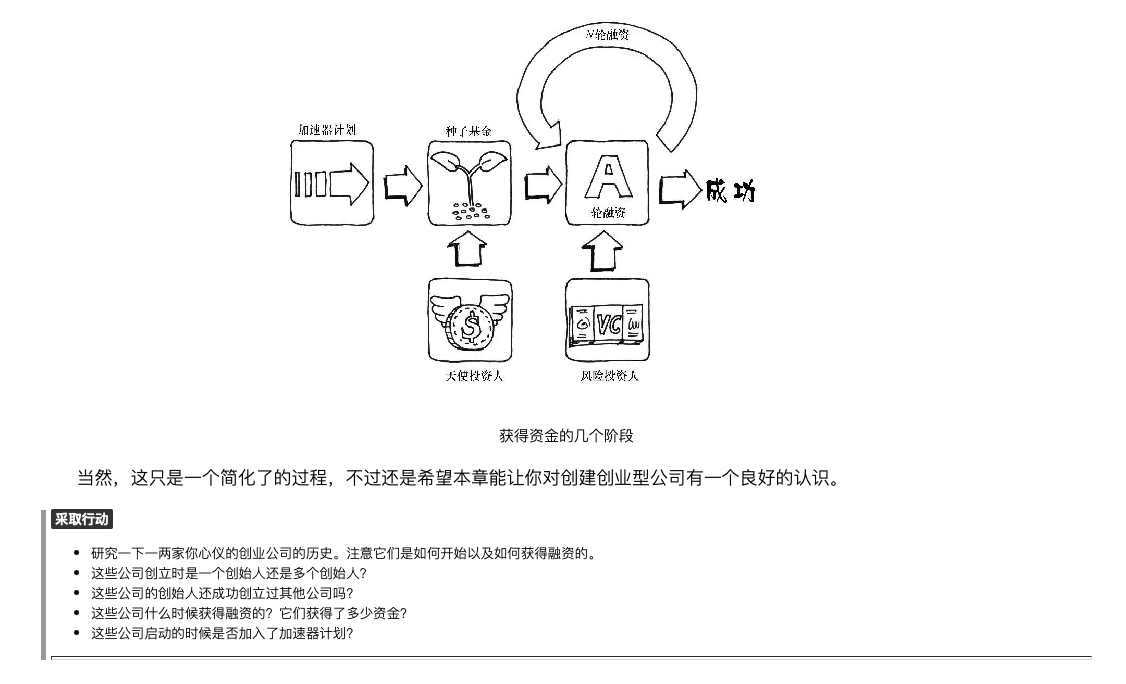 N轮融资
加速器计划
种子基金
A
轮融资
成功
$
VC
天使投资人
风险投资人
获得资金的几个阶段
当然，这只是一个简化了的过程，不过还是希望本章能让你对创建创业型公司有一个良好的认识。
采取行动
研究一下一两家你心仪的创业公司的历史。注意它们是如何开始以及如何获得融资的。
这些公司创立时是一个创始人还是多个创始人？
这些公司的创始人还成功创立过其他公司吗？
这些公司什么时候获得融资的？它们获得了多少资金？
这些公司启动的时候是否加入了加速器计划？